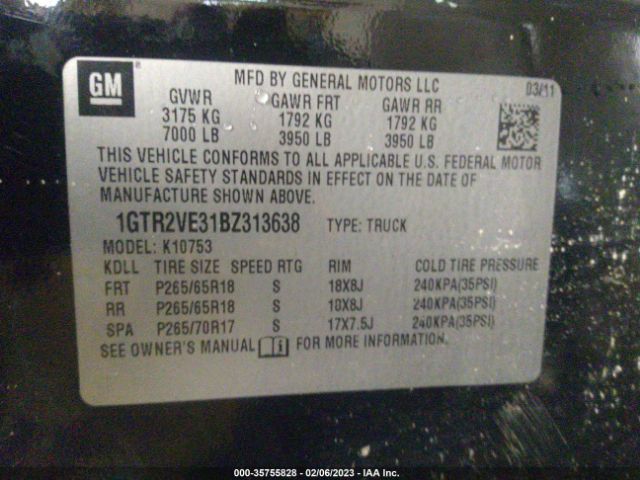 GM
MFD BY GENERAL MOTORS LLC
03/11
GVWR GAWR FRT GAWR RR
3175 KG 1792 KG 1792 KG
7000 LB 3950 LB 3950 LB
THIS VEHICLE CONFORMS TO ALL APPLICABLE U.S. FEDERAL MOTOR
VEHICLE SAFETY STANDARDS IN EFFECT ON THE DATE OF
MANUFACTURE SHOWN ABOVE.
1GTR2VE31BZ313638 TYPE: TRUCK
MODEL: K10753
KDLL TIRE SIZE SPEED RTG RIM COLD TIRE PRESSURE
FRT P265/65R18 S 18X8J 240KPA(35PSI)
RR P265/65R18 S 18X8J 240KPA(35PSI)
SPA P265/70R17 S 17X7.5J 240KPA(35PSI)
SEE OWNER'S MANUAL FOR MORE INFORMATION.
000-35755828 - 02/06/2023 - IAA Inc.